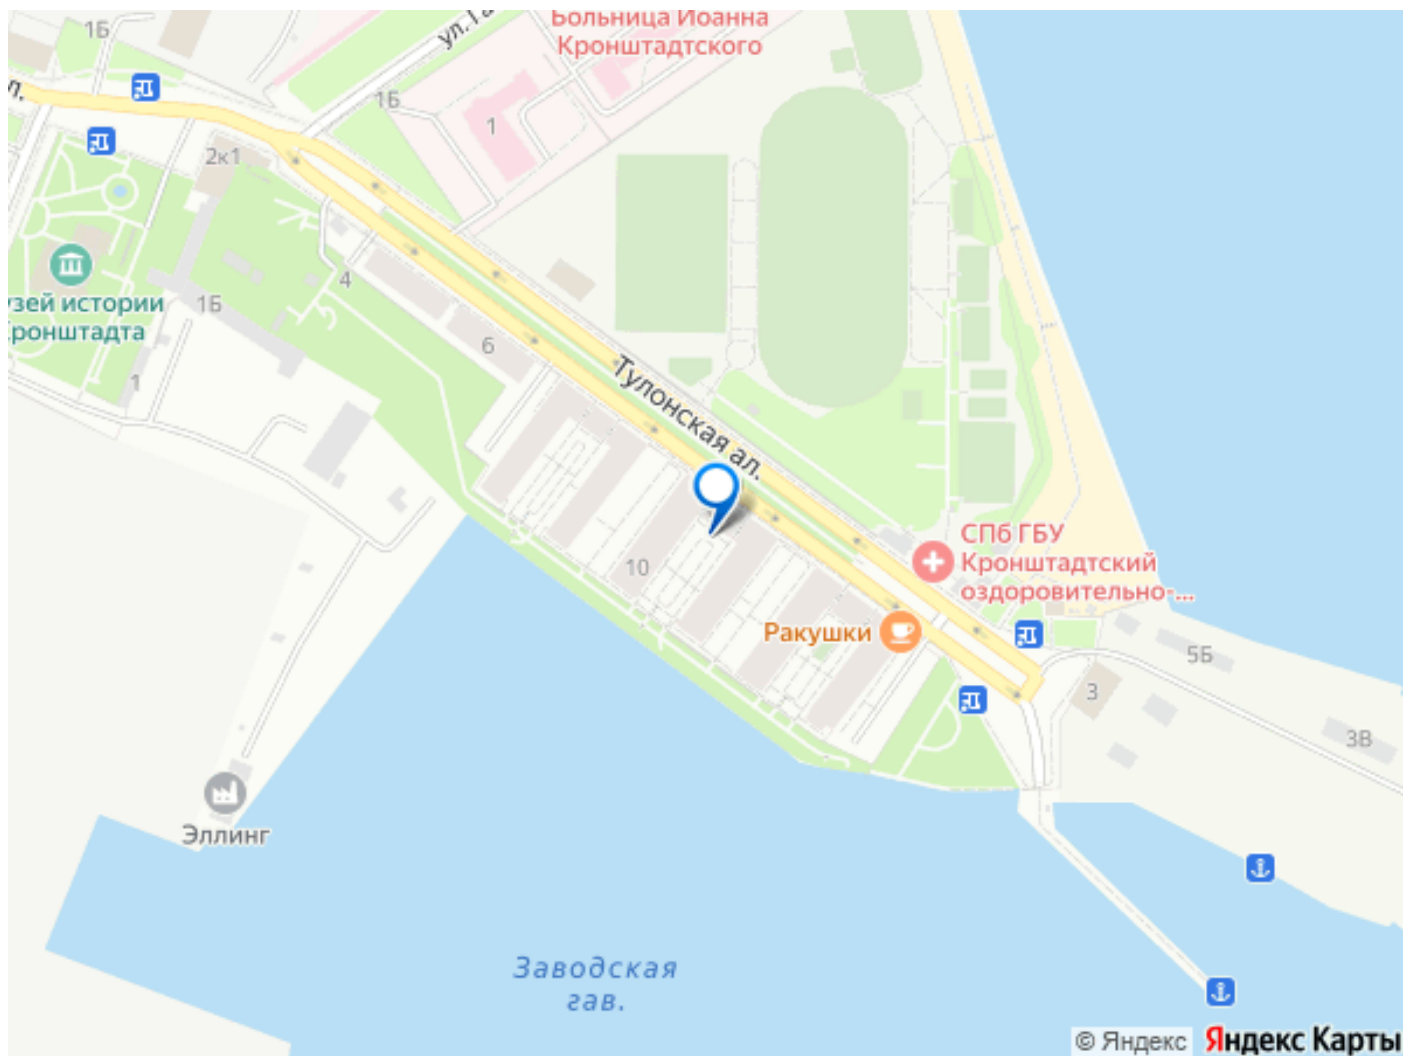 1Б
Больница Иоанна
Кронштадтского
ул. Га
л.
1Б
1
2к1
4
1Б
узей истории
ронштадта
6
1
Тулонская ал.
10
СПб ГБУ
Кронштадтский
оздоровительно-...
Ракушки
5Б
3
3В
Эллинг
Заводская
гав.
© Яндекс
Яндекс Карты